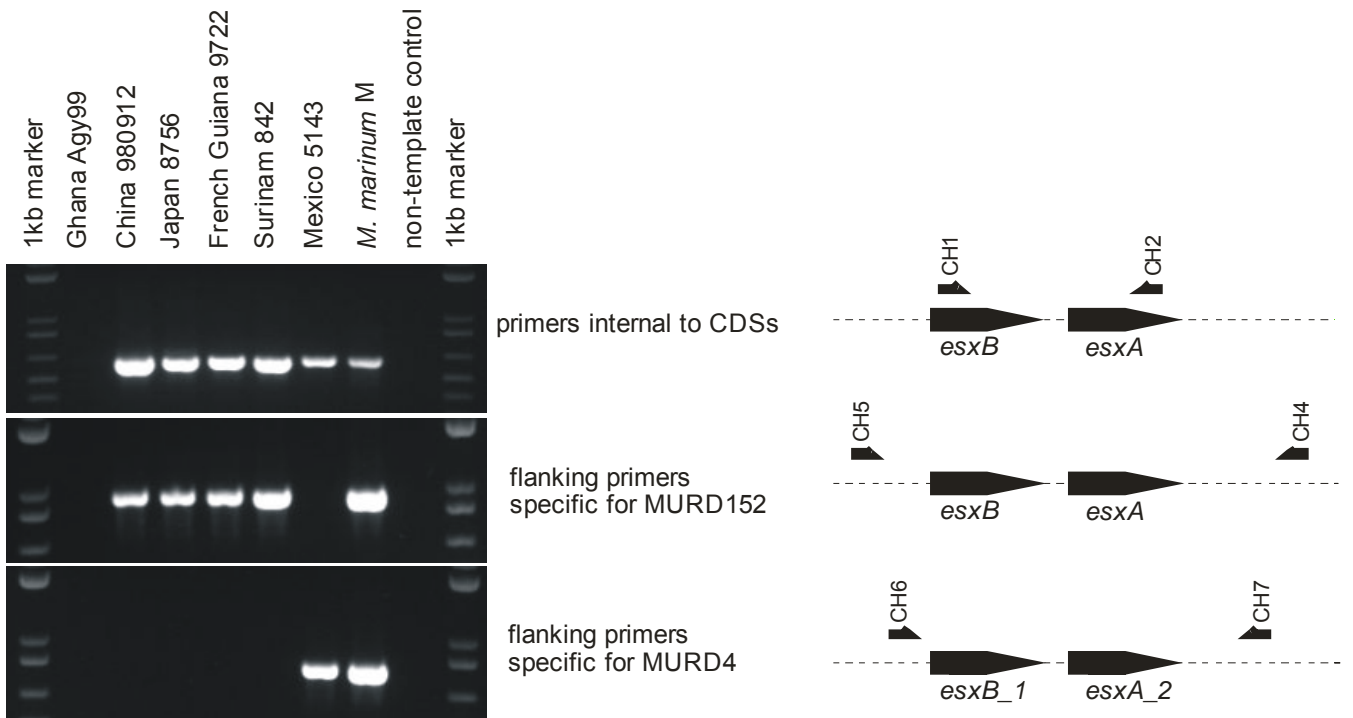 1kb marker
Ghana Agy99
China 980912
Japan 8756
French Guiana 9722
Surinam 842
Mexico 5143
M. marinum M
non-template control
1kb marker
primers internal to CDSs
CH1
CH2
esxB
esxA
flanking primers
specific for MURD152
CH5
CH4
esxB
esxA
flanking primers
specific for MURD4
CH6
CH7
esxB_1
esxA_2